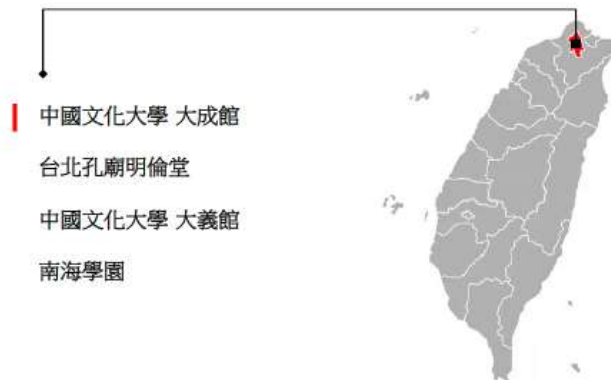 中國文化大學 大成館
台北孔廟明倫堂
中國文化大學 大義館
南海學園